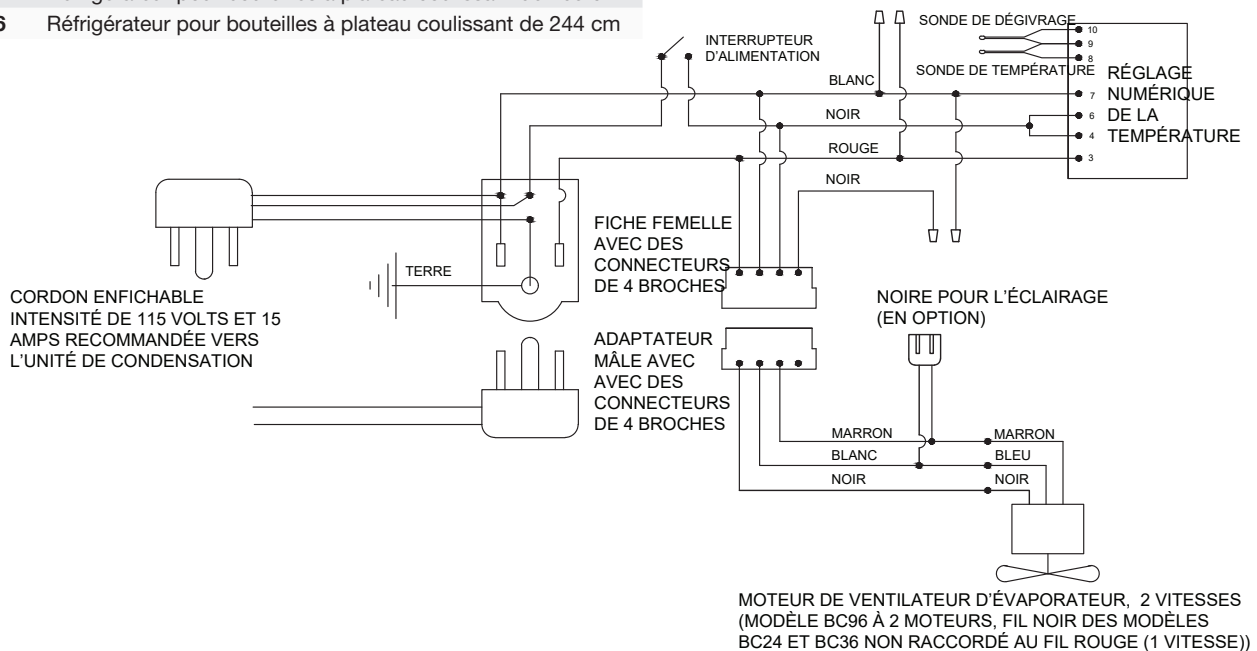 6 Réfrigérateur pour bouteilles à plateau coulissant de 244 cm
INTERRUPTEUR
D'ALIMENTATION
SONDE DE DÉGIVRAGE
SONDE DE TEMPÉRATURE
10
9
8
7
6
4
3
RÉGLAGE
NUMÉRIQUE
DE LA
TEMPÉRATURE
BLANC
NOIR
ROUGE
NOIR
TERRE
FICHE FEMELLE
AVEC DES
CONNECTEURS
DE 4 BROCHES
CORDON ENFICHABLE
INTENSITÉ DE 115 VOLTS ET 15
AMPS RECOMMANDÉE VERS
L'UNITÉ DE CONDENSATION
ADAPTATEUR
MÂLE AVEC
AVEC DES
CONNECTEURS
DE 4 BROCHES
NOIRE POUR L'ÉCLAIRAGE
(EN OPTION)
MARRON
MARRON
BLANC
BLEU
NOIR
NOIR
MOTEUR DE VENTILATEUR D'ÉVAPORATEUR, 2 VITESSES
(MODÈLE BC96 À 2 MOTEURS, FIL NOIR DES MODÈLES
BC24 ET BC36 NON RACCORDÉ AU FIL ROUGE (1 VITESSE))